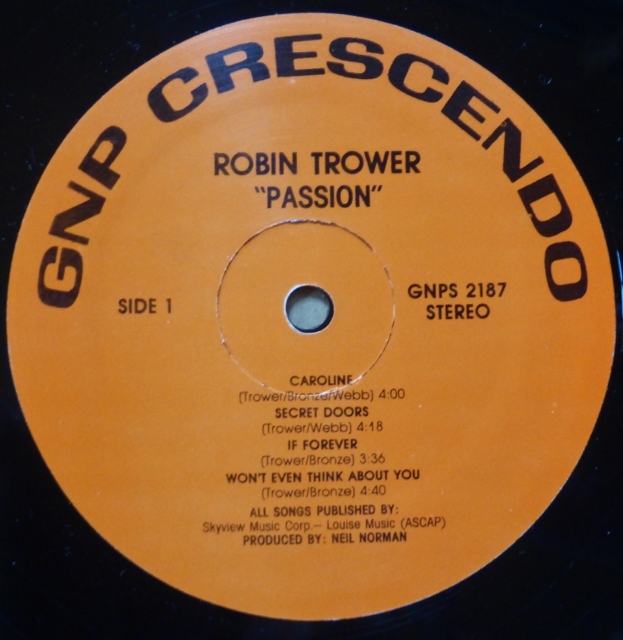 GNP CRESCENDO
ROBIN TROWER
"PASSION"
SIDE 1
GNPS 2187
STEREO
CAROLINE
(Trower/Bronze/Webb) 4:00
SECRET DOORS
(Trower/Webb) 4:18
IF FOREVER
(Trower/Bronze) 3:36
WON'T EVEN THINK ABOUT YOU
(Trower/Bronze) 4:40
ALL SONGS PUBLISHED BY:
Skyview Music Corp.— Louise Music (ASCAP)
PRODUCED BY: NEIL NORMAN